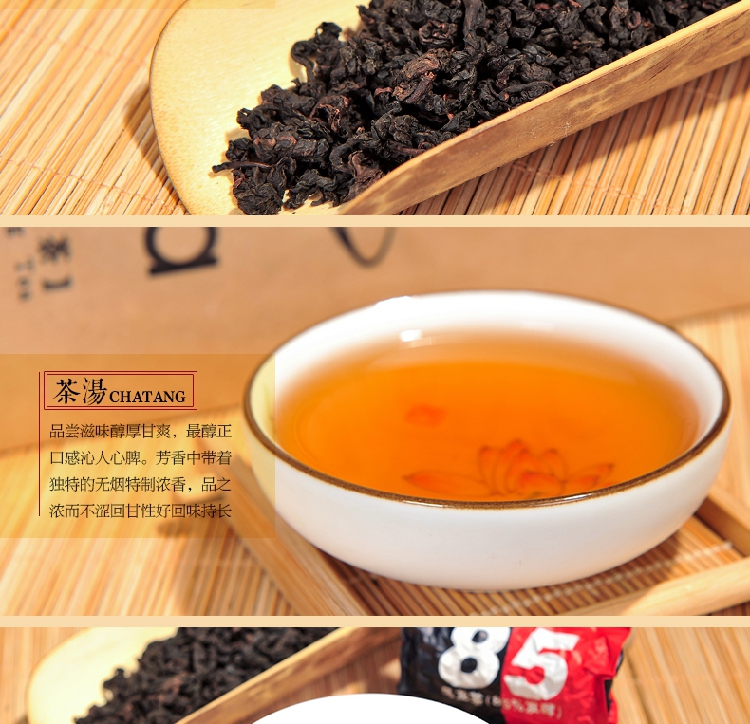 茶湯CHATANG
品尝滋味醇厚甘爽，最醇正
口感沁人心脾。芳香中带着
独特的无烟特制浓香，品之
浓而不涩回甘性好回味持长
85